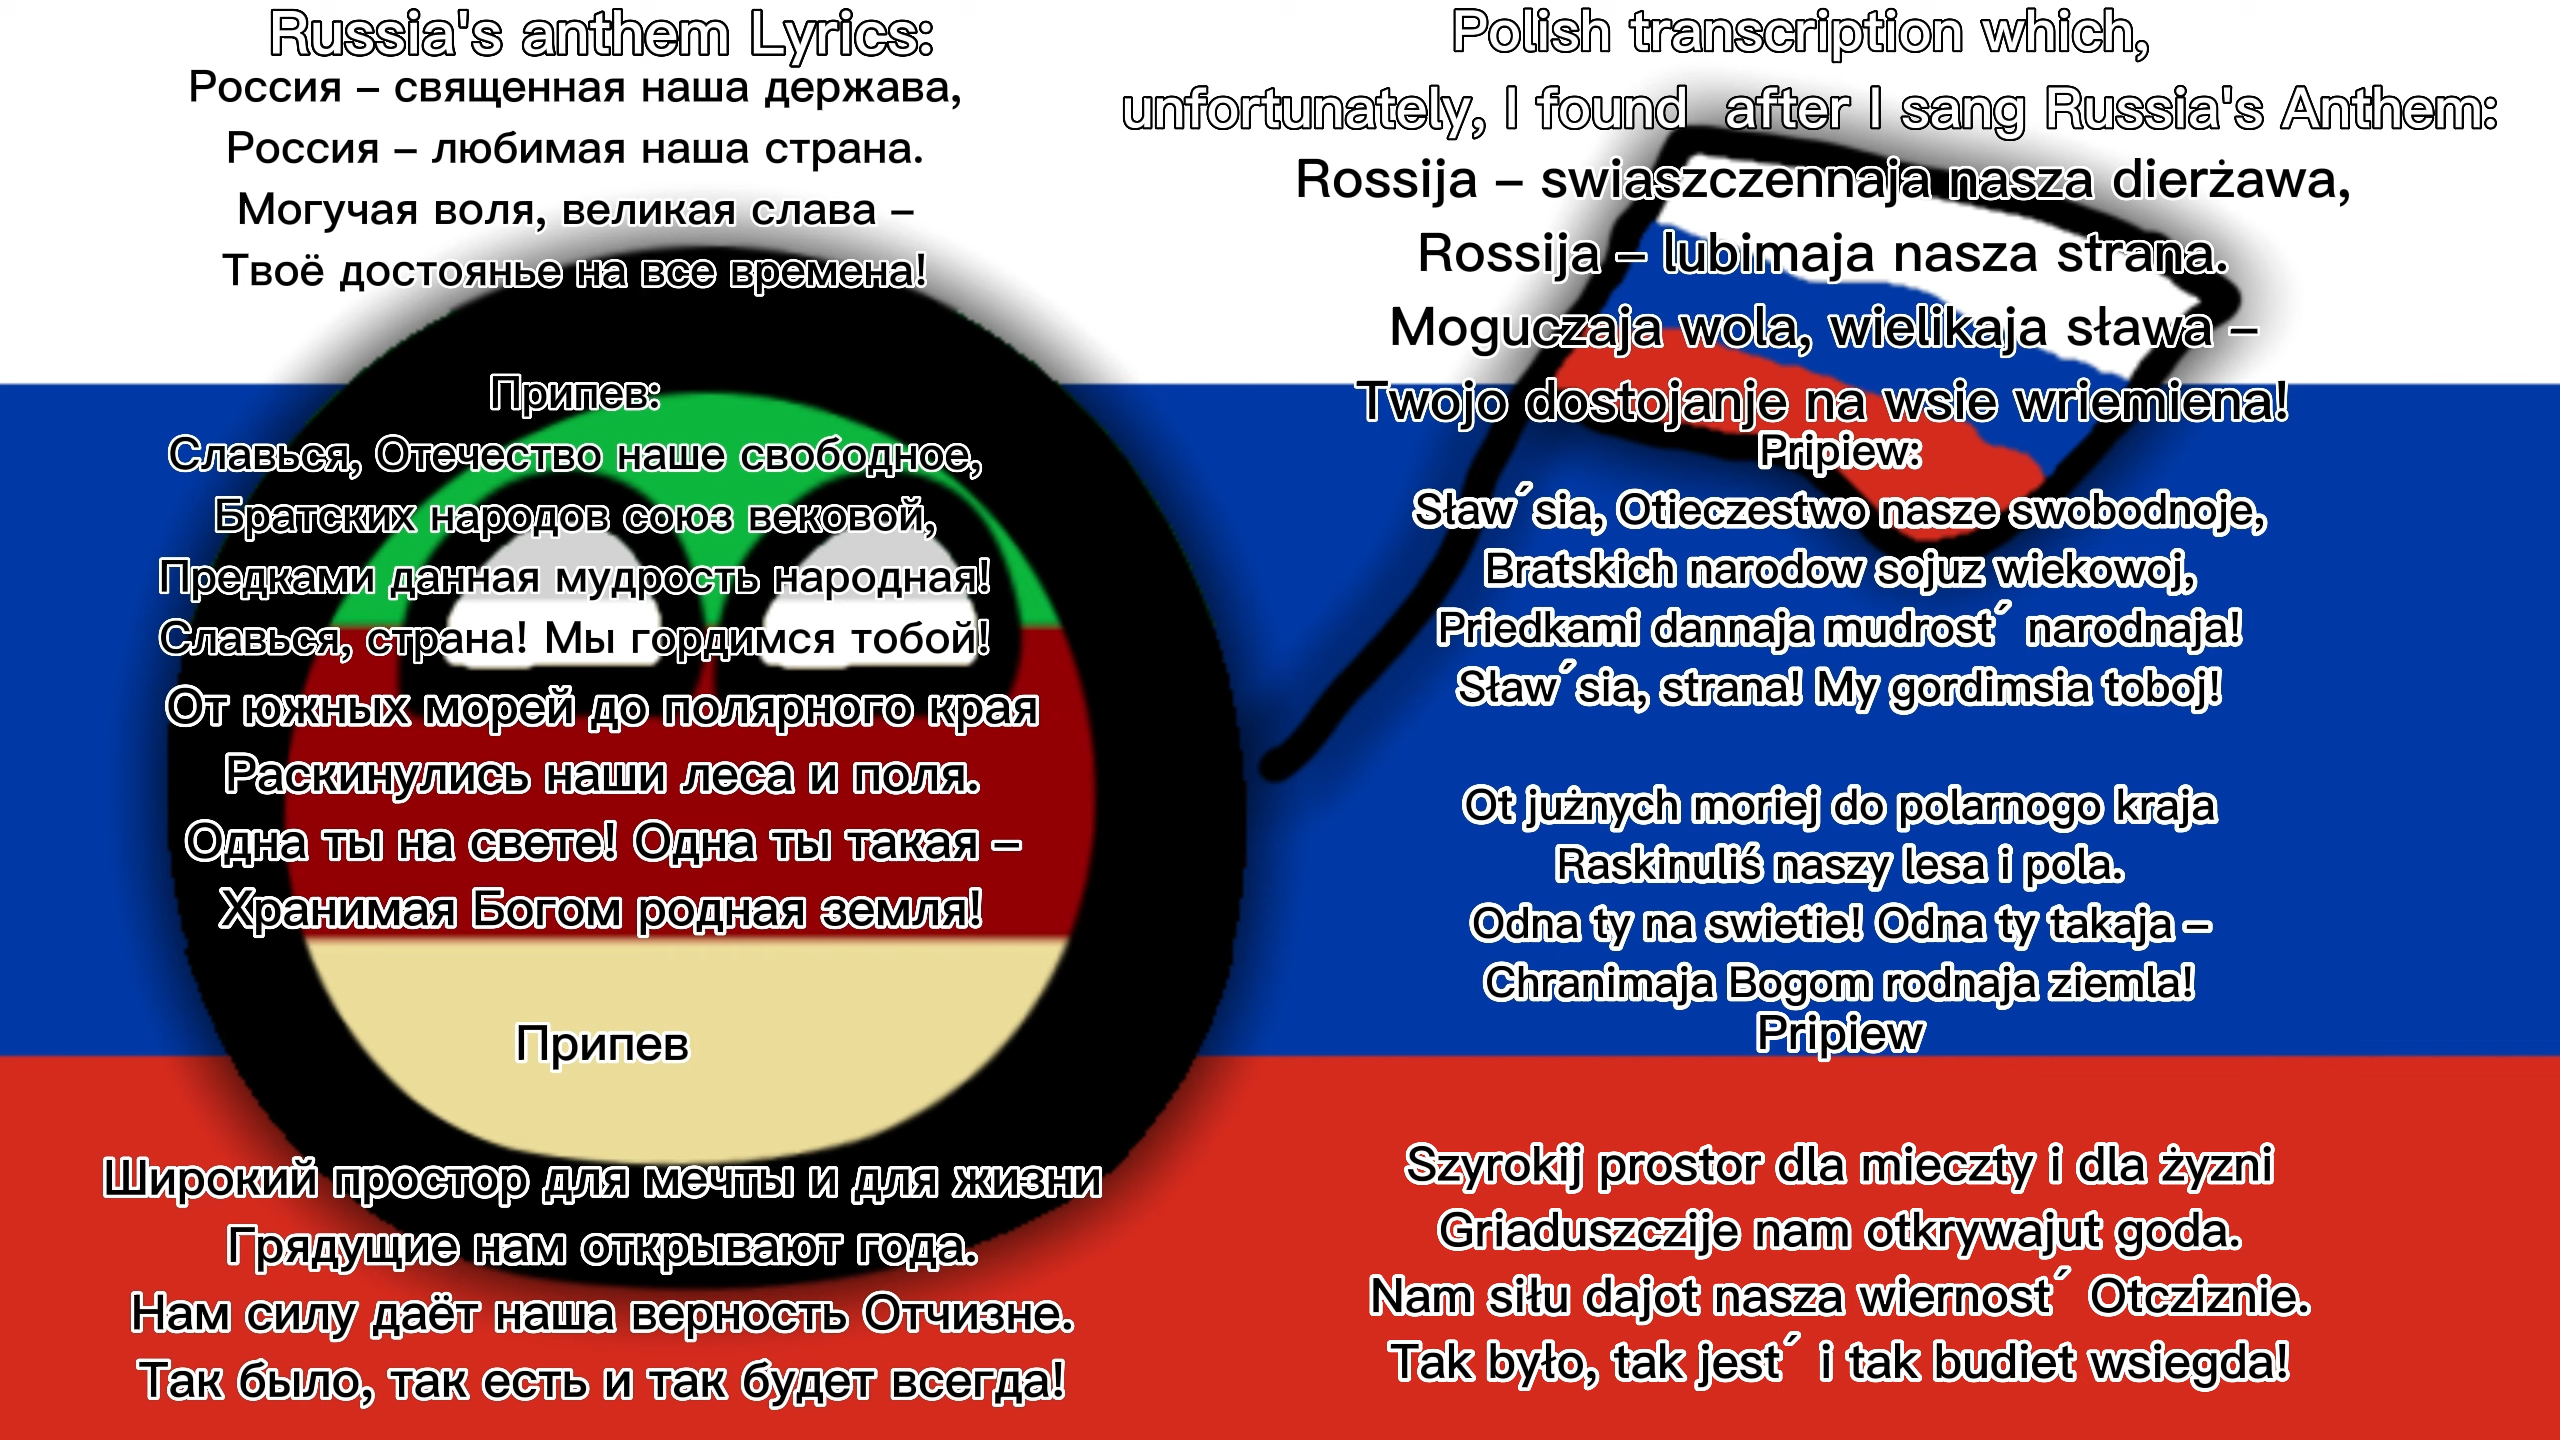 Russia's anthem Lyrics:
Россия – священная наша держава,
Россия – любимая наша страна.
Могучая воля, великая слава –
Твоё достоянье на все времена!
Припев:
Славься, Отечество наше свободное,
Братских народов союз вековой,
Предками данная мудрость народная!
Славься, страна! Мы гордимся тобой!
От южных морей до полярного края
Раскинулись наши леса и поля.
Одна ты на свете! Одна ты такая –
Хранимая Богом родная земля!
Припев
Широкий простор для мечты и для жизни
Грядущие нам открывают года.
Нам силу даёт наша верность Отчизне.
Так было, так есть и так будет всегда!
Polish transcription which,
unfortunately, I found after I sang Russia's Anthem:
Rossija – swiaszczennaja nasza dierżawa,
Rossija – lubimaja nasza strana.
Moguczaja wola, wielikaja sława –
Twojo dostojanje na wsie wriemiena!
Pripiew:
Sław´sia, Otieczestwo nasze swobodnoje,
Bratskich narodow sojuz wiekowoj,
Priedkami dannaja mudrost´ narodnaja!
Sław´sia, strana! My gordimsia toboj!
Ot jużnych moriej do polarnogo kraja
Raskinuliś naszy lesa i pola.
Odna ty na swietie! Odna ty takaja –
Chranimaja Bogom rodnaja ziemla!
Pripiew
Szyrokij prostor dla mieczty i dla żyzni
Griaduszczije nam otkrywajut goda.
Nam siłu dajot nasza wiernost´ Otcziznie.
Tak było, tak jest´ i tak budiet wsiegda!